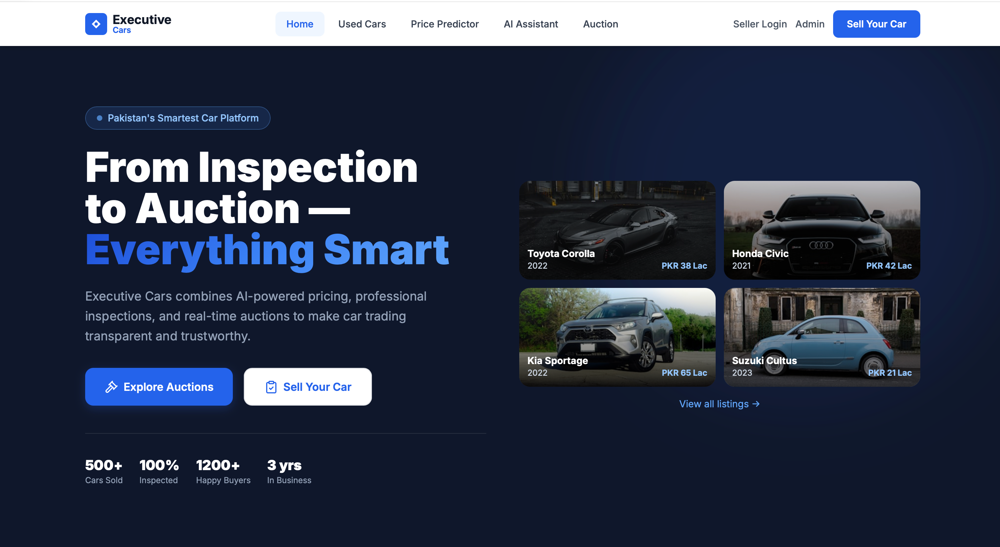 Executive
Cars
Home
Used Cars
Price Predictor
AI Assistant
Auction
Seller Login
Admin
Sell Your Car
Pakistan's Smartest Car Platform
From Inspection
to Auction —
Everything Smart
Executive Cars combines AI-powered pricing, professional
inspections, and real-time auctions to make car trading
transparent and trustworthy.
Explore Auctions
Sell Your Car
500+
Cars Sold
100%
Inspected
1200+
Happy Buyers
3 yrs
In Business
Toyota Corolla
2022
PKR 38 Lac
Honda Civic
2021
PKR 42 Lac
Kia Sportage
2022
PKR 65 Lac
Suzuki Cultus
2023
PKR 21 Lac
View all listings →